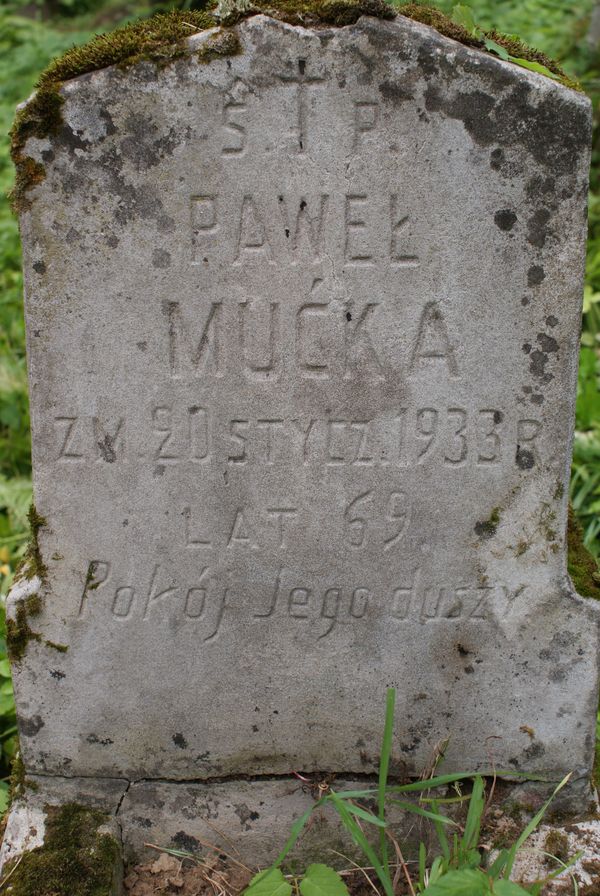 Ś. † P.
PAWEŁ
MUĆKA
ZM. 20 STYCZ. 1933 R.
LAT 69.
Pokój Jego duszy